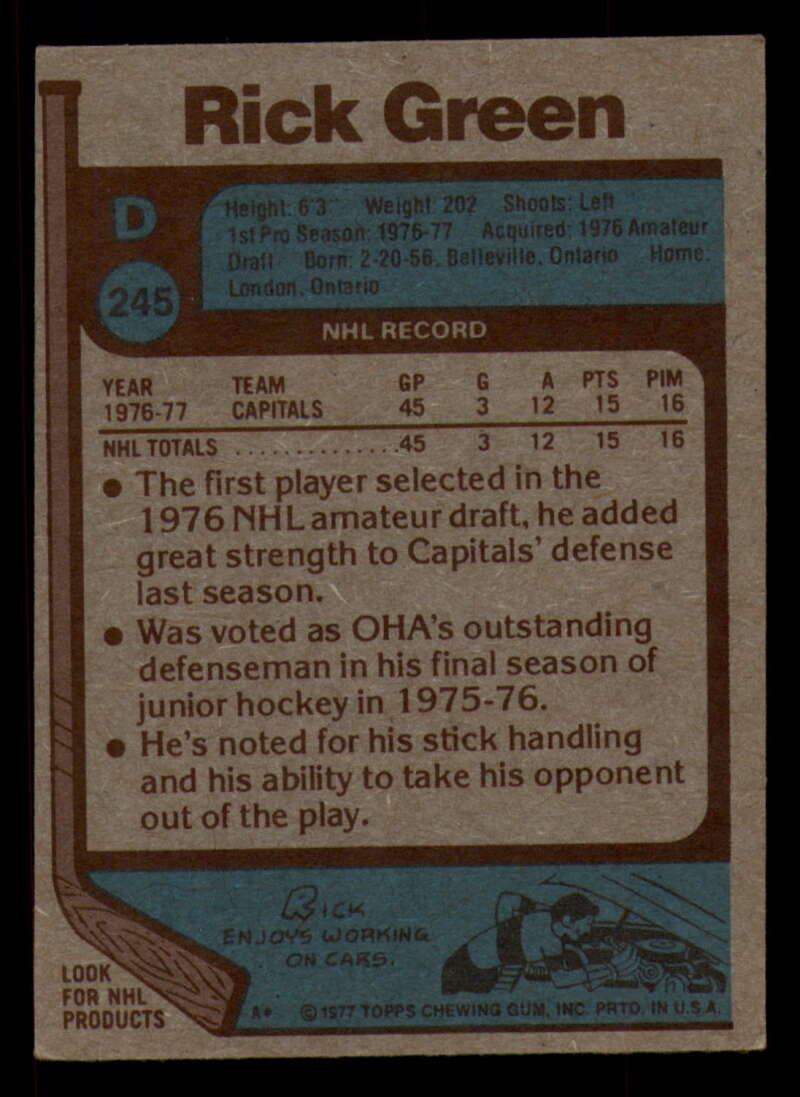 Rick Green
D
Height: 6'3" Weight: 202 Shoots: Left
1st Pro Season: 1976-77 Acquired: 1976 Amateur
Draft Born: 2-20-56, Belleville, Ontario Home:
London, Ontario
245
NHL RECORD
YEAR TEAM GP G A PTS PIM
1976-77 CAPITALS 45 3 12 15 16
NHL TOTALS ..............45 3 12 15 16
● The first player selected in the
1976 NHL amateur draft, he added
great strength to Capitals' defense
last season.
● Was voted as OHA's outstanding
defenseman in his final season of
junior hockey in 1975-76.
● He's noted for his stick handling
and his ability to take his opponent
out of the play.
RICK
ENJOYS WORKING
ON CARS.
LOOK
FOR NHL
PRODUCTS
A* © 1977 TOPPS CHEWING GUM, INC. PRTD. IN U.S.A.